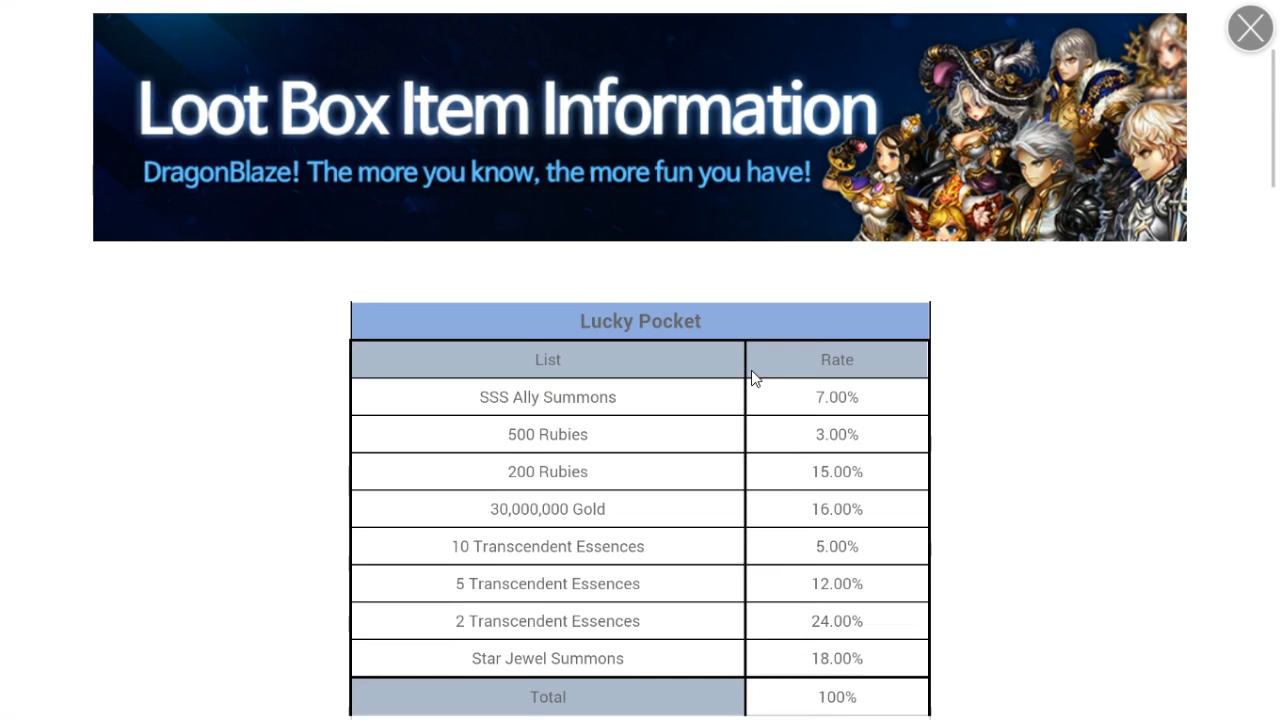 Loot Box Item Information
DragonBlaze! The more you know, the more fun you have!
Lucky Pocket
List Rate
SSS Ally Summons 7.00%
500 Rubies 3.00%
200 Rubies 15.00%
30,000,000 Gold 16.00%
10 Transcendent Essences 5.00%
5 Transcendent Essences 12.00%
2 Transcendent Essences 24.00%
Star Jewel Summons 18.00%
Total 100%